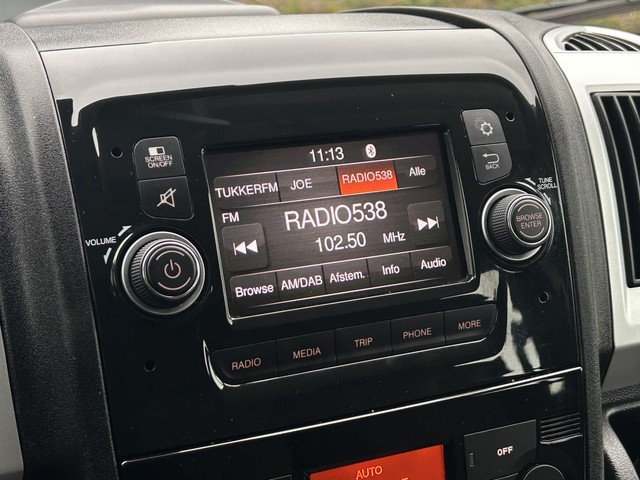 11:13
SCREEN
ON/OFF
TUKKERFM JOE RADIO538 Alle
BACK
FM
RADIO538
102.50 MHz
Browse AM/DAB Afstem. Info Audio
VOLUME
TUNE
SCROLL
BROWSE
ENTER
RADIO MEDIA TRIP PHONE MORE
OFF
AUTO